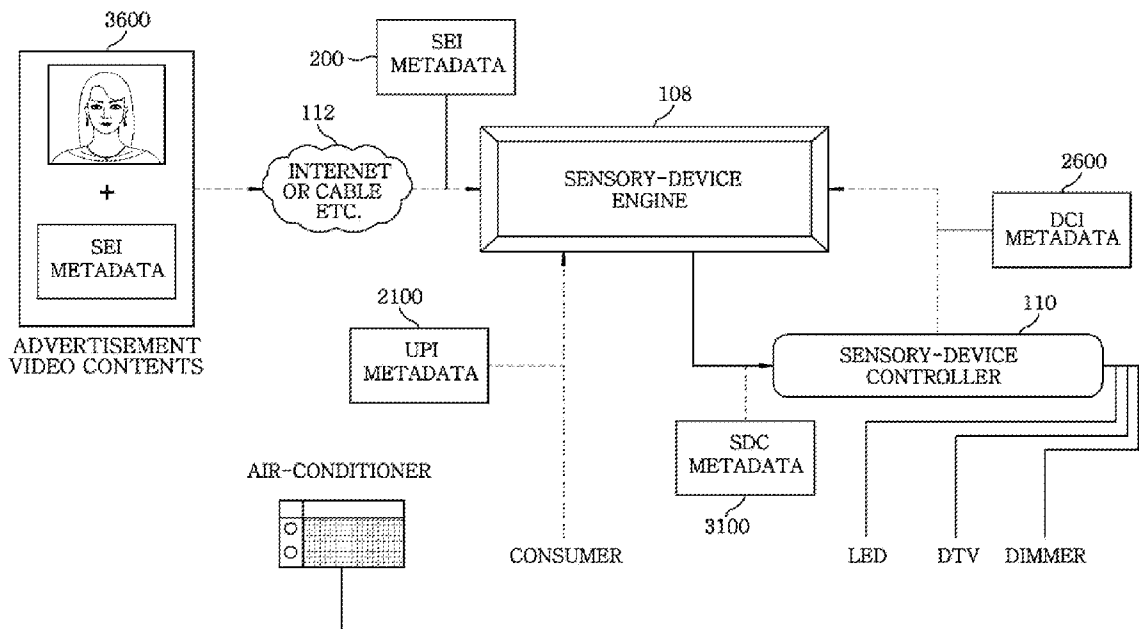 3600
200
SEI
METADATA
108
112
INTERNET
OR CABLE
ETC.
SENSORY-DEVICE
ENGINE
2600
DCI
METADATA
+
SEI
METADATA
ADVERTISEMENT
VIDEO CONTENTS
2100
UPI
METADATA
110
SENSORY-DEVICE
CONTROLLER
SDC
METADATA
3100
AIR-CONDITIONER
CONSUMER
LED
DTV
DIMMER